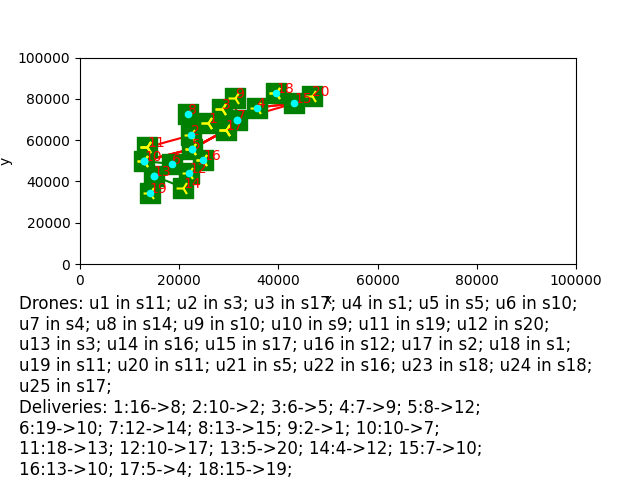 100000
80000
60000
40000
20000
0
y
0 20000 40000 60000 80000 100000
x
Drones: u1 in s11; u2 in s3; u3 in s17; u4 in s1; u5 in s5; u6 in s10;
u7 in s4; u8 in s14; u9 in s10; u10 in s9; u11 in s19; u12 in s20;
u13 in s3; u14 in s16; u15 in s17; u16 in s12; u17 in s2; u18 in s1;
u19 in s11; u20 in s11; u21 in s5; u22 in s16; u23 in s18; u24 in s18;
u25 in s17;
Deliveries: 1:16->8; 2:10->2; 3:6->5; 4:7->9; 5:8->12;
6:19->10; 7:12->14; 8:13->15; 9:2->1; 10:10->7;
11:18->13; 12:10->17; 13:5->20; 14:4->12; 15:7->10;
16:13->10; 17:5->4; 18:15->19;